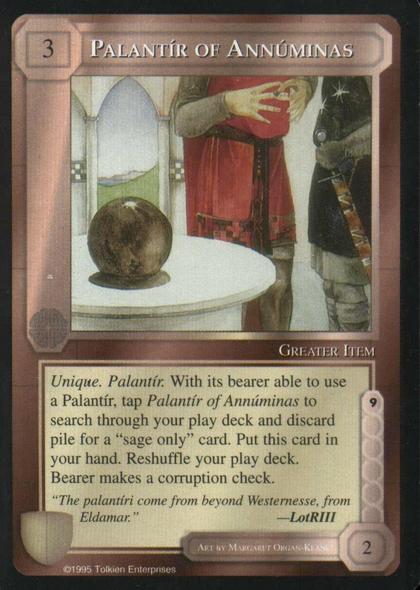 3
PALANTÍR OF ANNÚMINAS
GREATER ITEM
Unique. Palantír. With its bearer able to use
a Palantír, tap Palantír of Annúminas to
search through your play deck and discard
pile for a “sage only” card. Put this card in
your hand. Reshuffle your play deck.
Bearer makes a corruption check.
“The palantíri come from beyond Westernesse, from
Eldamar.” —LotRIII
9
ART BY MARGARET ORGAN-KEAN
2
©1995 Tolkien Enterprises